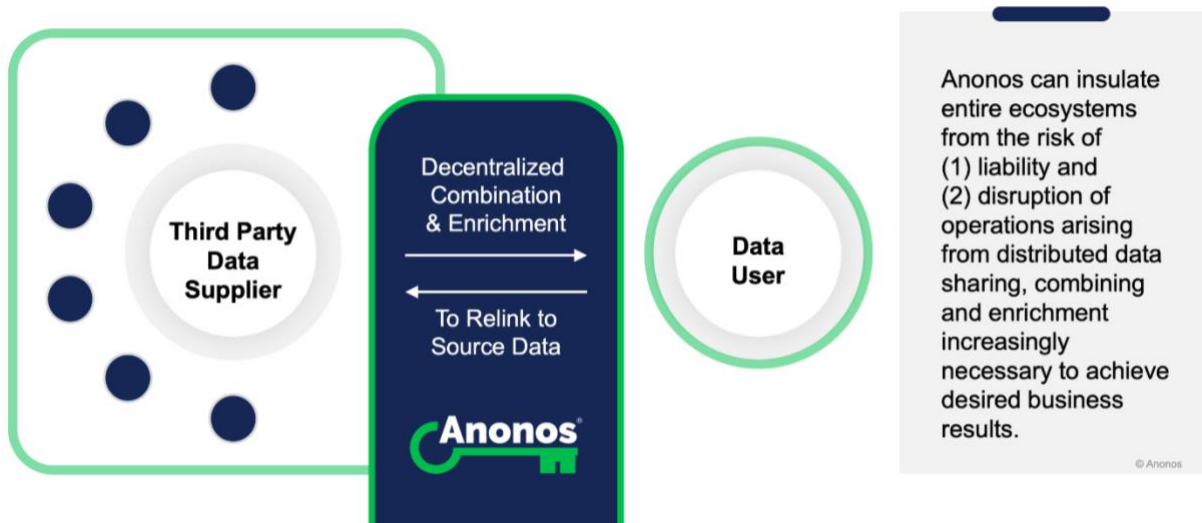 Third Party
Data
Supplier
Decentralized
Combination
& Enrichment
To Relink to
Source Data
Anonos®
Data
User
Anonos can insulate
entire ecosystems
from the risk of
(1) liability and
(2) disruption of
operations arising
from distributed data
sharing, combining
and enrichment
increasingly
necessary to achieve
desired business
results.
© Anonos